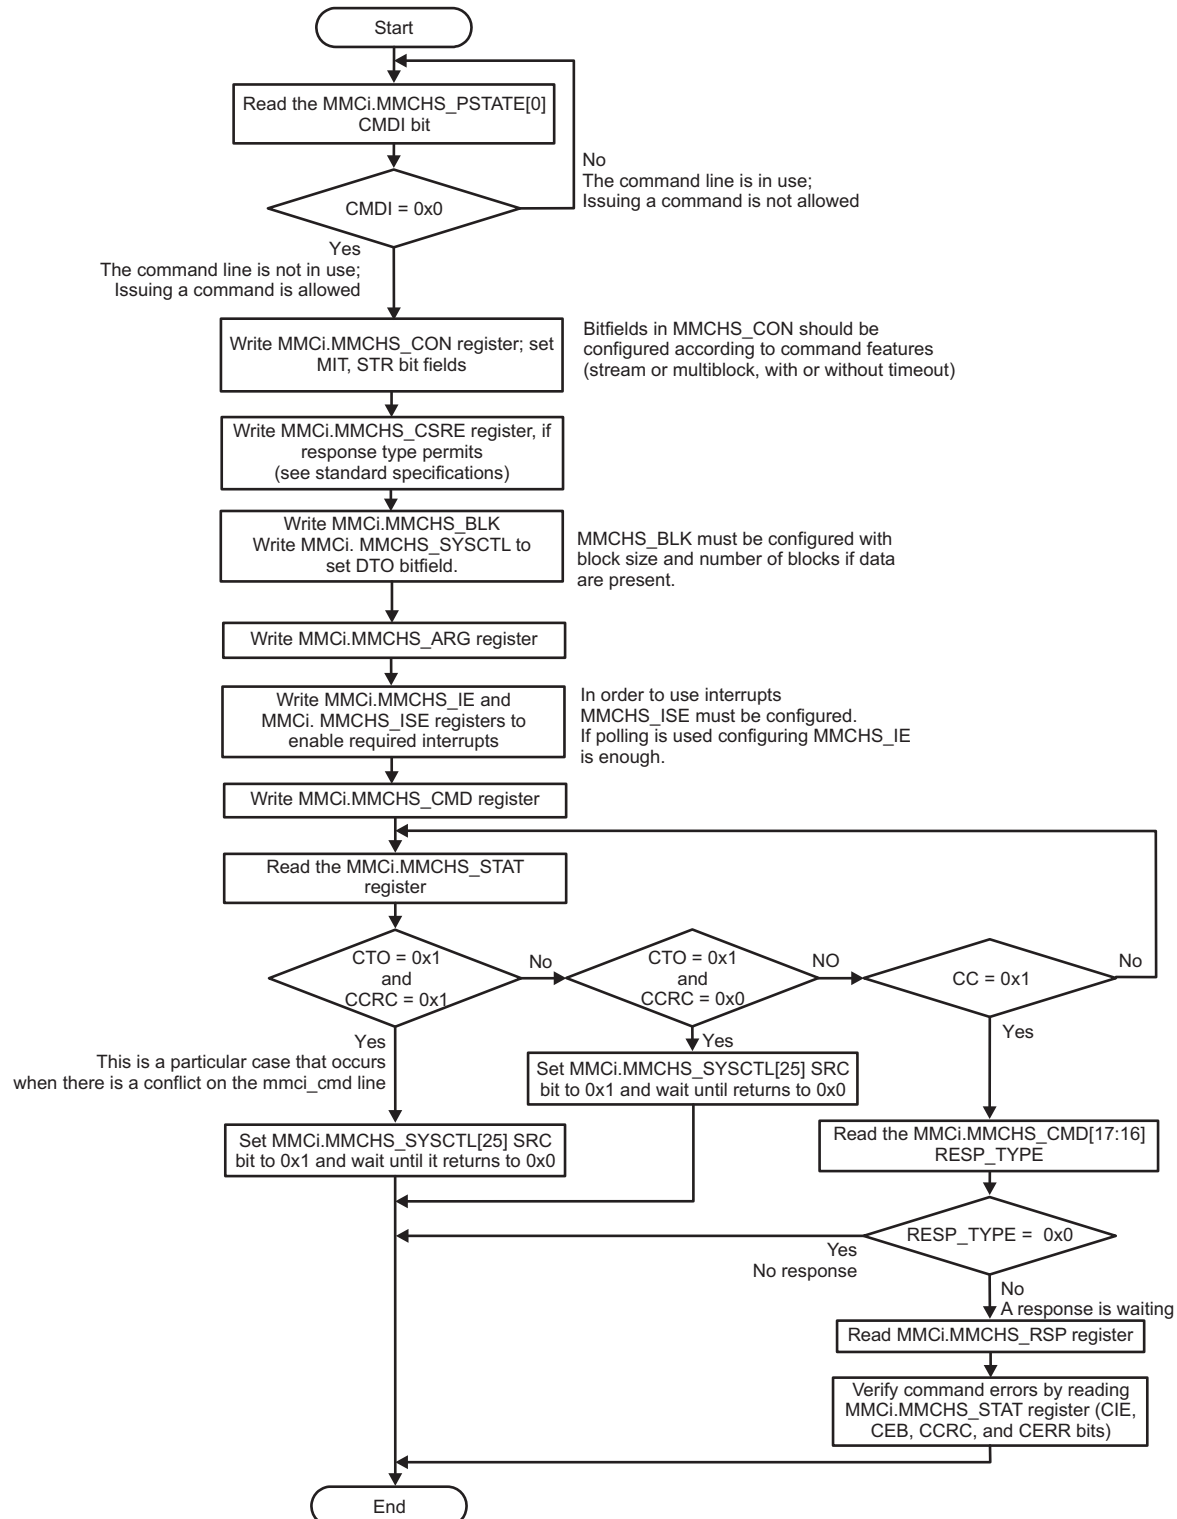 Start
Read the MMCi.MMCHS_PSTATE[0]
CMDI bit
No
The command line is in use;
Issuing a command is not allowed
CMDI = 0x0
Yes
The command line is not in use;
Issuing a command is allowed
Write MMCi.MMCHS_CON register; set
MIT, STR bit fields
Bitfields in MMCHS_CON should be
configured according to command features
(stream or multiblock, with or without timeout)
Write MMCi.MMCHS_CSRE register, if
response type permits
(see standard specifications)
Write MMCi.MMCHS_BLK
Write MMCi. MMCHS_SYSCTL to
set DTO bitfield.
MMCHS_BLK must be configured with
block size and number of blocks if data
are present.
Write MMCi.MMCHS_ARG register
Write MMCi.MMCHS_IE and
MMCi. MMCHS_ISE registers to
enable required interrupts
In order to use interrupts
MMCHS_ISE must be configured.
If polling is used configuring MMCHS_IE
is enough.
Write MMCi.MMCHS_CMD register
Read the MMCi.MMCHS_STAT
register
CTO = 0x1
and
CCRC = 0x1
No
CTO = 0x1
and
CCRC = 0x0
NO
CC = 0x1
No
Yes
This is a particular case that occurs
when there is a conflict on the mmci_cmd line
Yes
Set MMCi.MMCHS_SYSCTL[25] SRC
bit to 0x1 and wait until returns to 0x0
Yes
Set MMCi.MMCHS_SYSCTL[25] SRC
bit to 0x1 and wait until it returns to 0x0
Read the MMCi.MMCHS_CMD[17:16]
RESP_TYPE
RESP_TYPE = 0x0
Yes
No response
No
A response is waiting
Read MMCi.MMCHS_RSP register
Verify command errors by reading
MMCi.MMCHS_STAT register (CIE,
CEB, CCRC, and CERR bits)
End